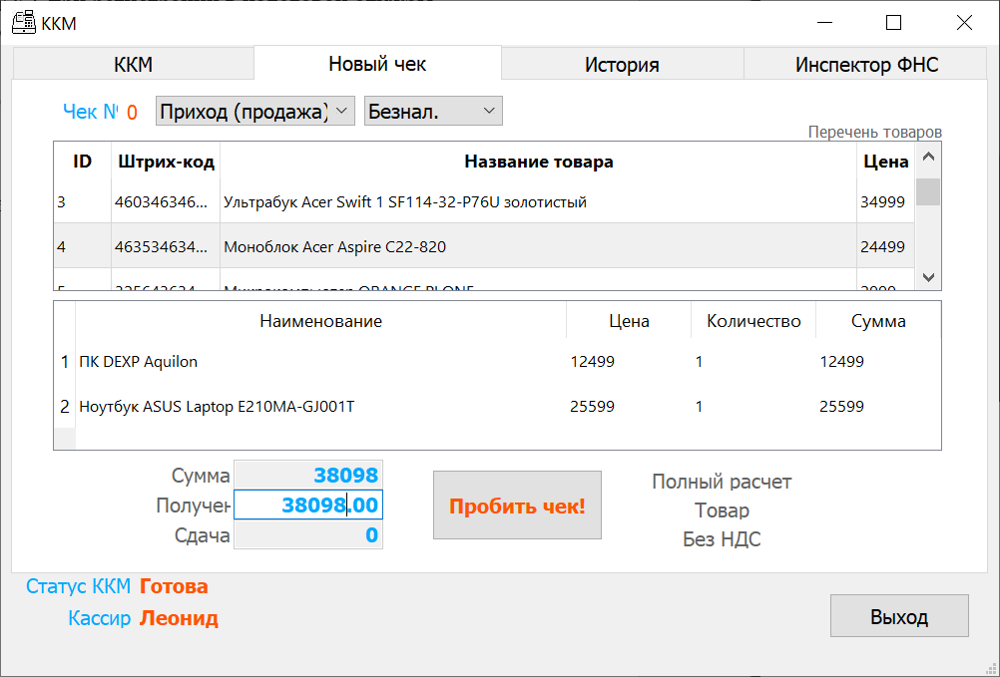 ККМ
ККМ Новый чек История Инспектор ФНС
Чек № 0 Приход (продажа) Безнал.
Перечень товаров
ID Штрих-код Название товара Цена
3 460346346... Ультрабук Acer Swift 1 SF114-32-P76U золотистый 34999
4 463534634... Моноблок Acer Aspire C22-820 24499
Наименование Цена Количество Сумма
1 ПК DEXP Aquilon 12499 1 12499
2 Ноутбук ASUS Laptop E210MA-GJ001T 25599 1 25599
Сумма 38098
Получен 38098.00
Сдача 0
Пробить чек!
Полный расчет
Товар
Без НДС
Статус ККМ Готова
Кассир Леонид
Выход